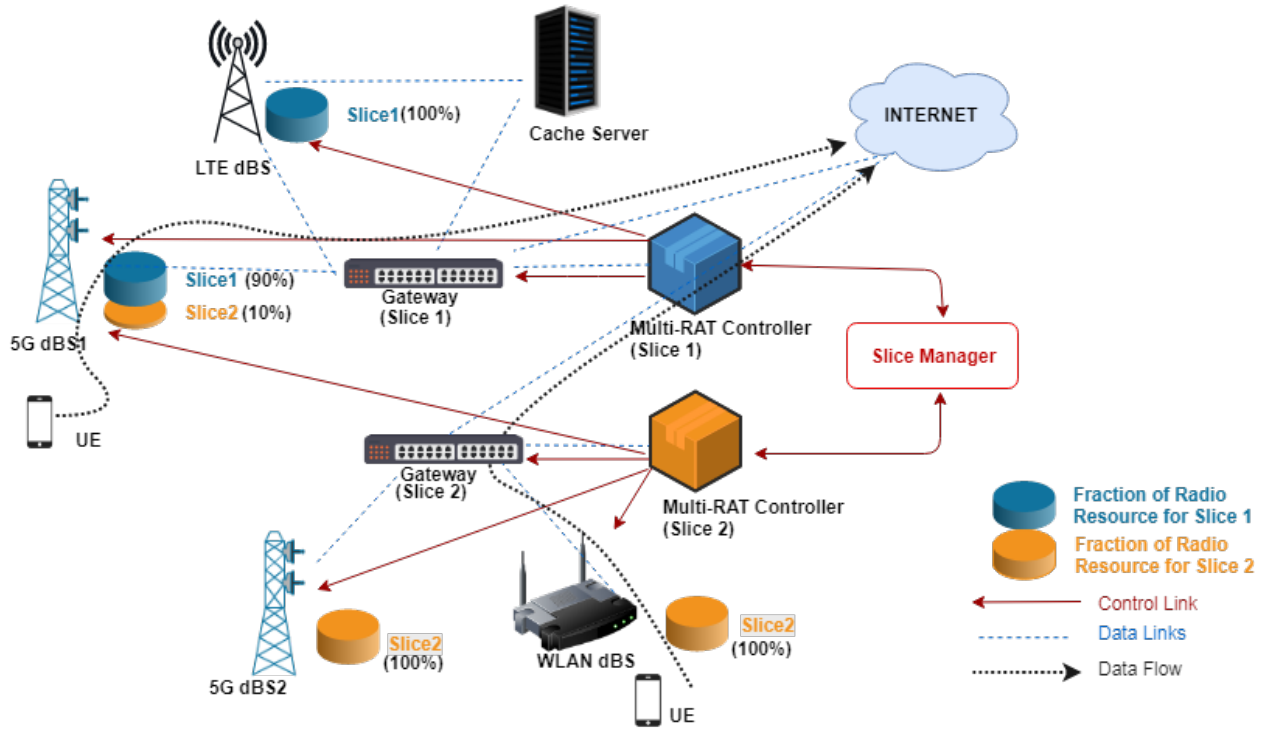 Slice1 (100%)
Cache Server
INTERNET
LTE dBS
Slice1 (90%)
Slice2 (10%)
Gateway
(Slice 1)
5G dBS1
Multi-RAT Controller
(Slice 1)
Slice Manager
UE
Gateway
(Slice 2)
Multi-RAT Controller
(Slice 2)
Fraction of Radio
Resource for Slice 1
Fraction of Radio
Resource for Slice 2
Control Link
Data Links
Data Flow
Slice2
(100%)
5G dBS2
WLAN dBS
Slice2
(100%)
UE